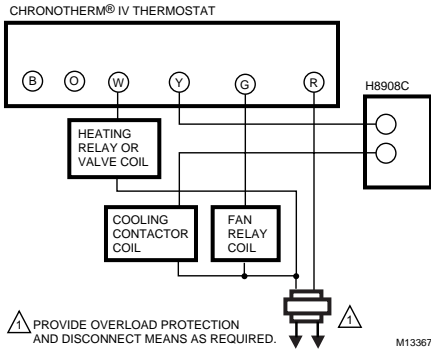 CHRONOTHERM® IV THERMOSTAT
B O W Y G R
H8908C
HEATING
RELAY OR
VALVE COIL
COOLING
CONTACTOR
COIL
FAN
RELAY
COIL
1
1 PROVIDE OVERLOAD PROTECTION
AND DISCONNECT MEANS AS REQUIRED.
M13367